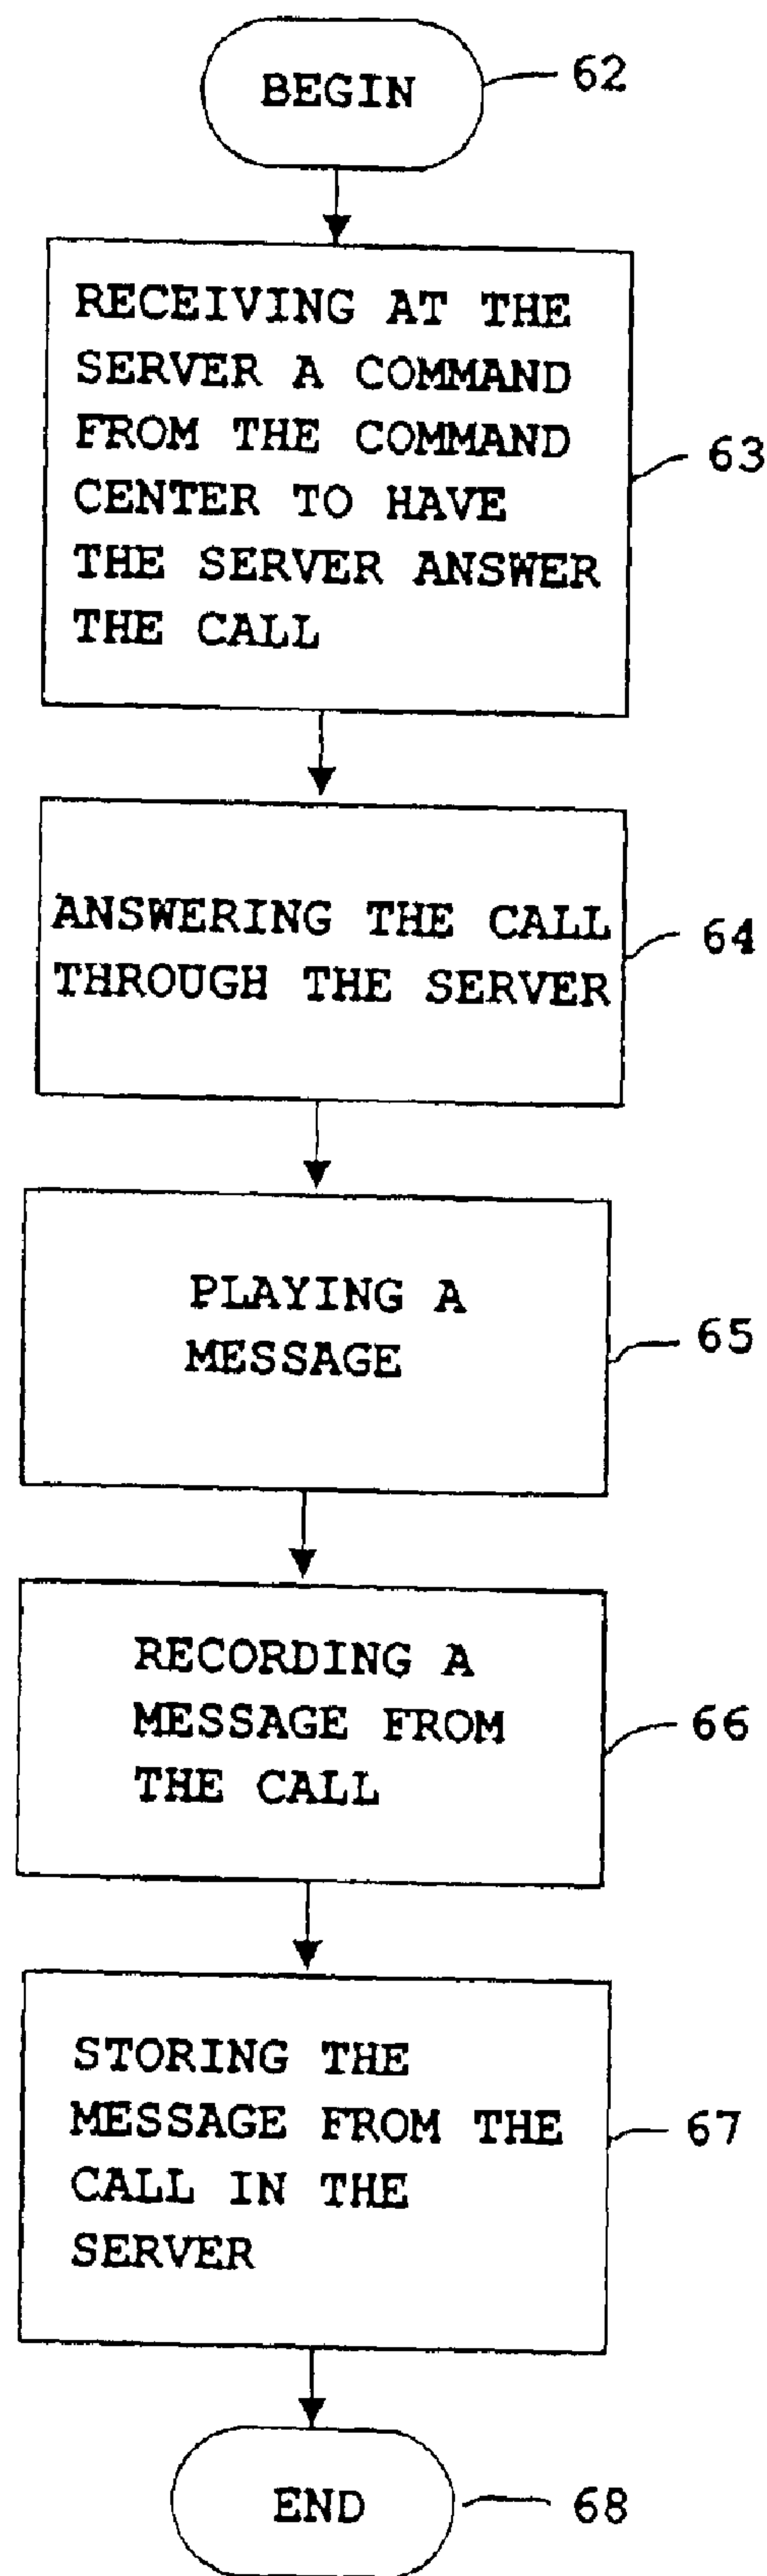 BEGIN
62
RECEIVING AT THE
SERVER A COMMAND
FROM THE COMMAND
CENTER TO HAVE
THE SERVER ANSWER
THE CALL
63
ANSWERING THE CALL
THROUGH THE SERVER
64
PLAYING A
MESSAGE
65
RECORDING A
MESSAGE FROM
THE CALL
66
STORING THE
MESSAGE FROM THE
CALL IN THE
SERVER
67
END
68